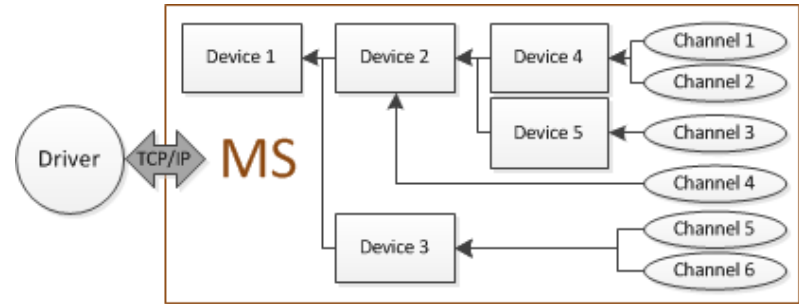 Device 1
Device 2
Device 4
Channel 1
Channel 2
Device 5
Channel 3
Driver
TCP/IP
MS
Channel 4
Device 3
Channel 5
Channel 6